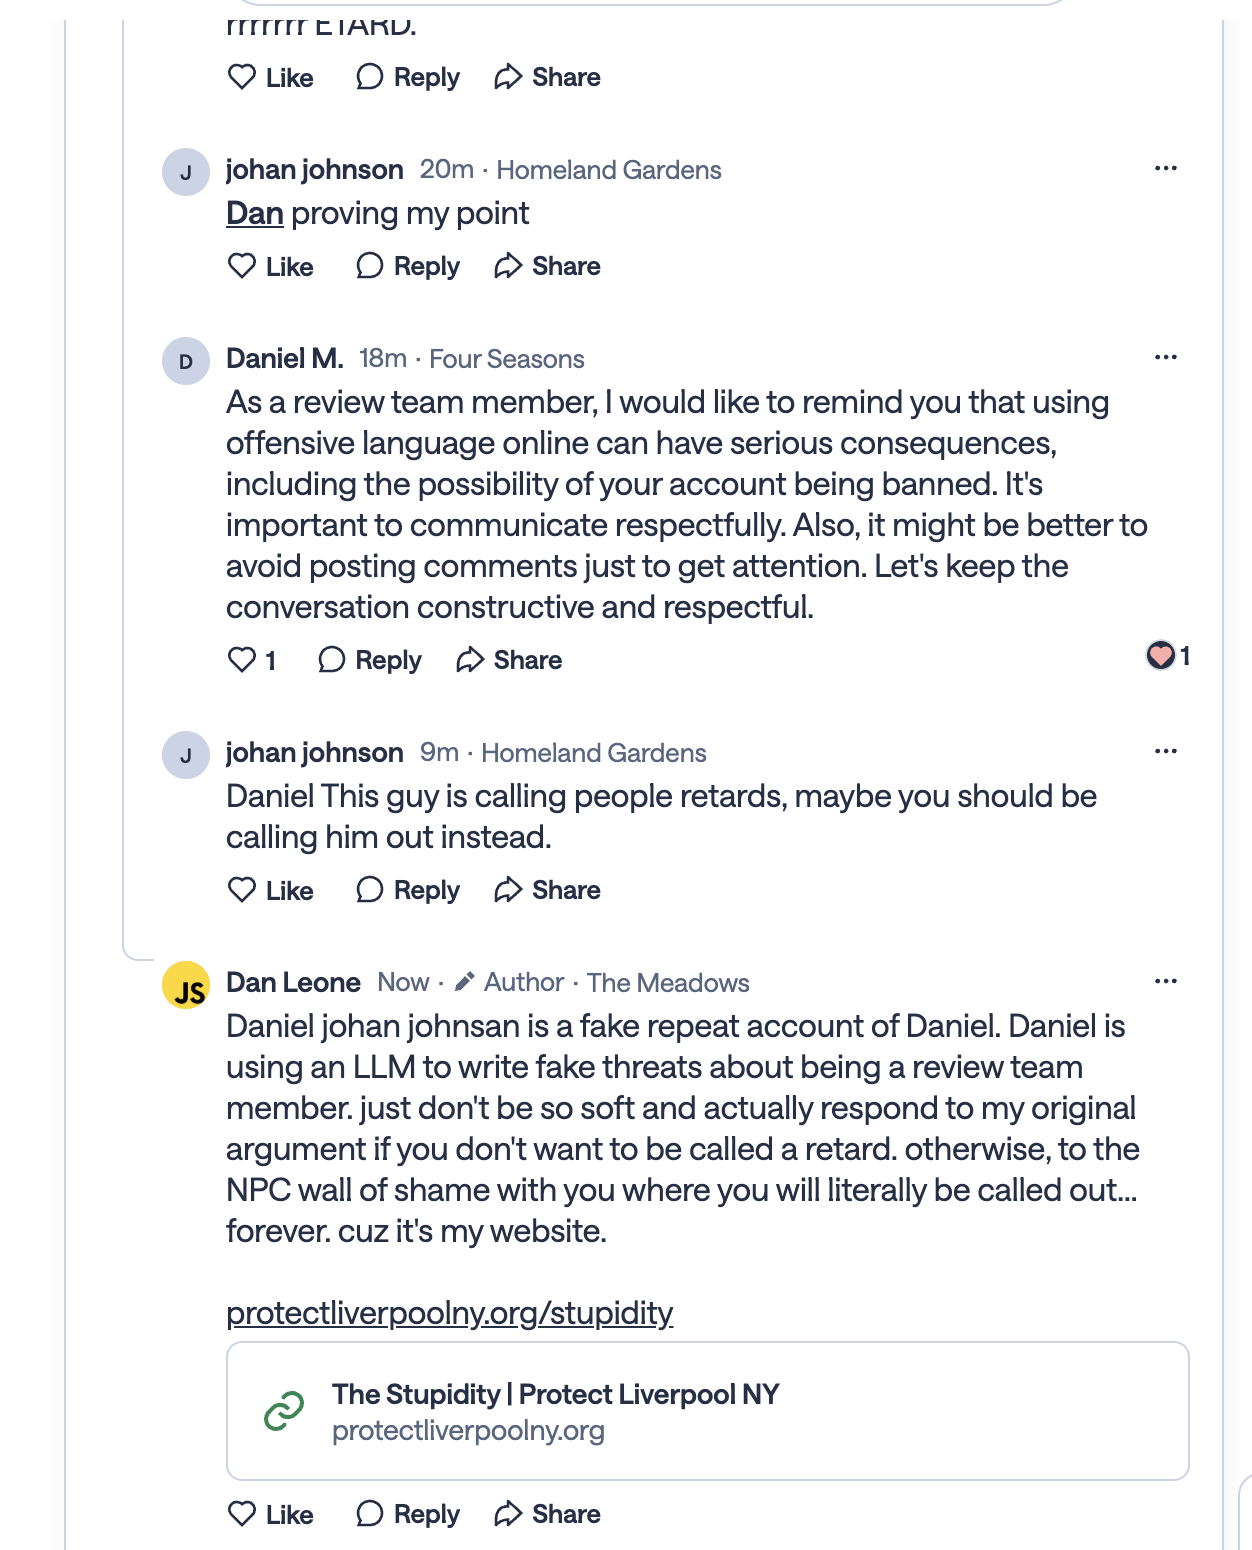 rrrrrrr ETARD.
Like Reply Share
J johan johnson 20m · Homeland Gardens
Dan proving my point
Like Reply Share
D Daniel M. 18m · Four Seasons
As a review team member, I would like to remind you that using
offensive language online can have serious consequences,
including the possibility of your account being banned. It's
important to communicate respectfully. Also, it might be better to
avoid posting comments just to get attention. Let's keep the
conversation constructive and respectful.
1 Reply Share 1
J johan johnson 9m · Homeland Gardens
Daniel This guy is calling people retards, maybe you should be
calling him out instead.
Like Reply Share
JS Dan Leone Now · Author · The Meadows
Daniel johan johnsan is a fake repeat account of Daniel. Daniel is
using an LLM to write fake threats about being a review team
member. just don't be so soft and actually respond to my original
argument if you don't want to be called a retard. otherwise, to the
NPC wall of shame with you where you will literally be called out...
forever. cuz it's my website.
protectliverpoolny.org/stupidity
The Stupidity | Protect Liverpool NY
protectliverpoolny.org
Like Reply Share